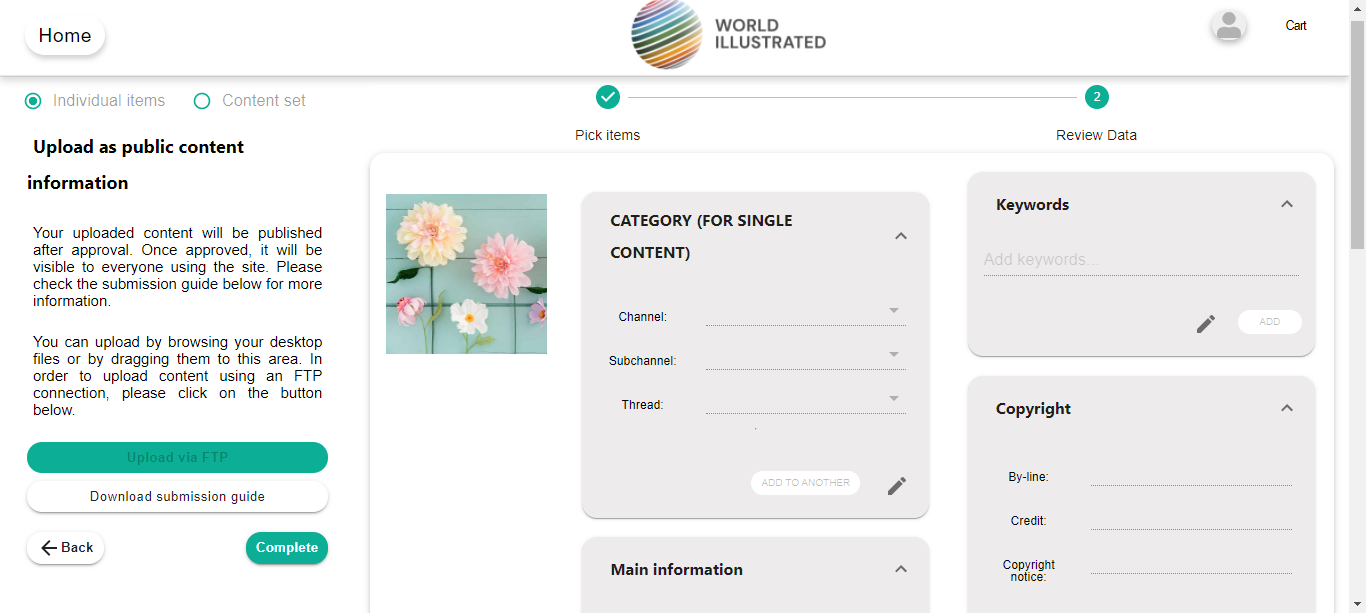 Home
WORLD
ILLUSTRATED
Cart
Individual items
Content set
2
Pick items
Review Data
Upload as public content
information
Your uploaded content will be published
after approval. Once approved, it will be
visible to everyone using the site. Please
check the submission guide below for more
information.
You can upload by browsing your desktop
files or by dragging them to this area. In
order to upload content using an FTP
connection, please click on the button
below.
Upload via FTP
Download submission guide
Back
Complete
CATEGORY (FOR SINGLE
CONTENT)
Channel:
Subchannel:
Thread:
ADD TO ANOTHER
Main information
Keywords
Add keywords...
ADD
Copyright
By-line:
Credit:
Copyright
notice: